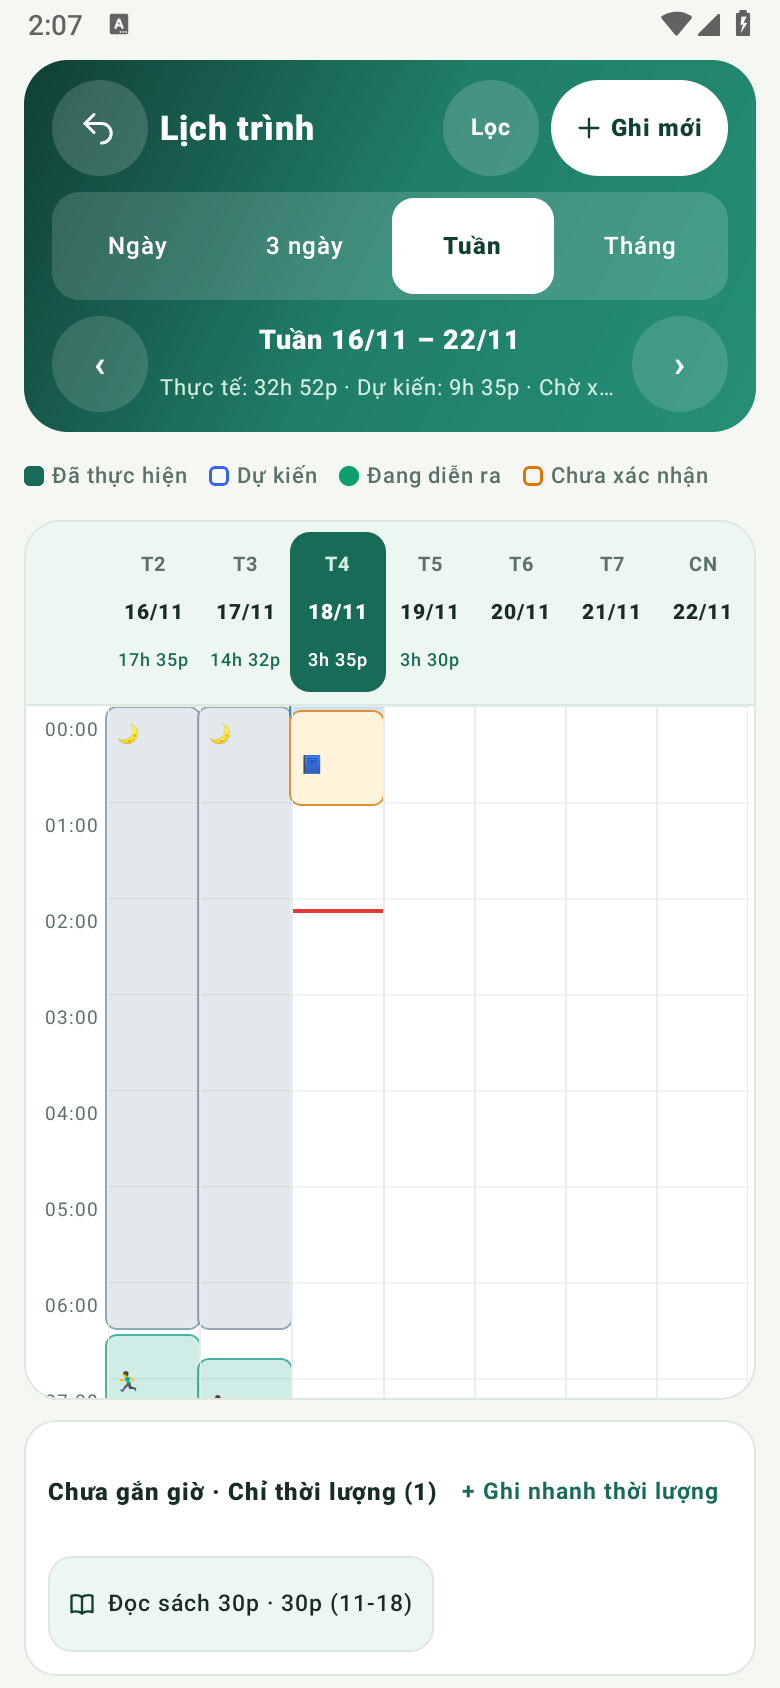 2:07
A
Lịch trình
Lọc
+ Ghi mới
Ngày
3 ngày
Tuần
Tháng
‹
Tuần 16/11 – 22/11
›
Thực tế: 32h 52p · Dự kiến: 9h 35p · Chờ x…
Đã thực hiện
Dự kiến
Đang diễn ra
Chưa xác nhận
T2 T3 T4 T5 T6 T7 CN
16/11 17/11 18/11 19/11 20/11 21/11 22/11
17h 35p 14h 32p 3h 35p 3h 30p
00:00
01:00
02:00
03:00
04:00
05:00
06:00
07:00
Chưa gắn giờ · Chỉ thời lượng (1)
+ Ghi nhanh thời lượng
Đọc sách 30p · 30p (11-18)